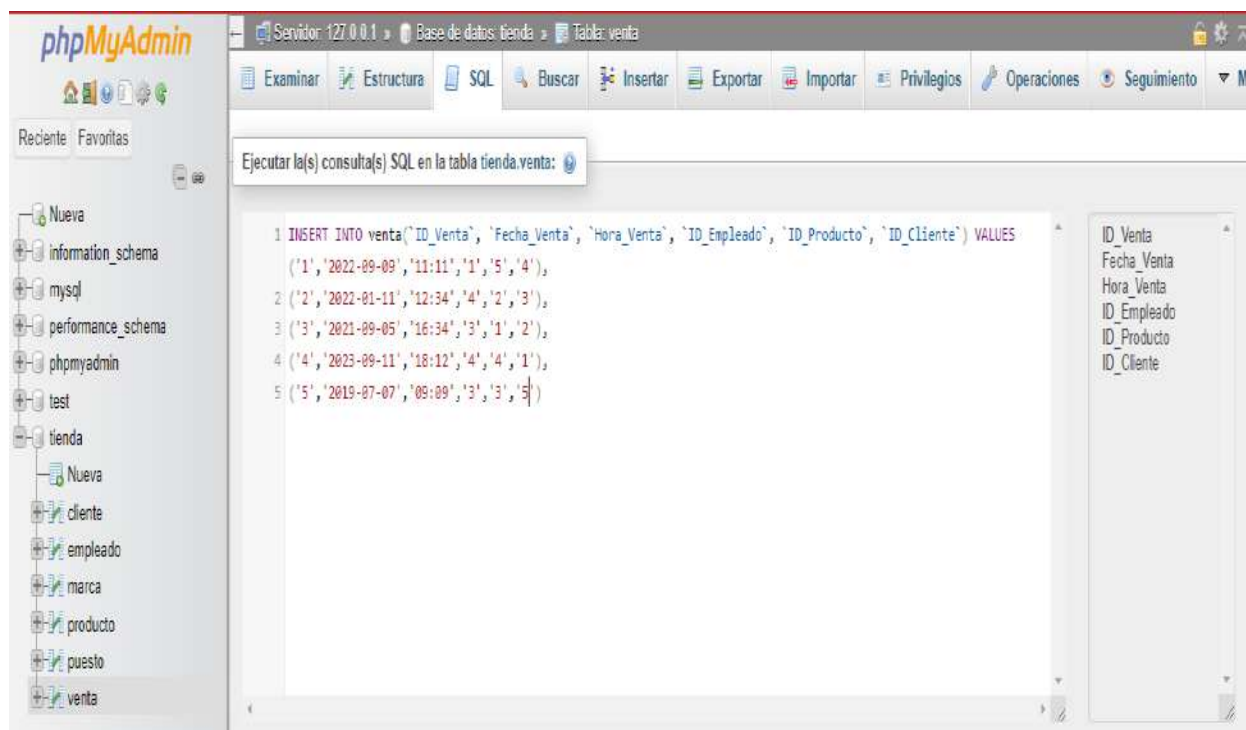 phpMyAdmin
Reciente Favoritas
Nueva
information_schema
mysql
performance_schema
phpmyadmin
test
tienda
Nueva
cliente
empleado
marca
producto
puesto
venta
Servidor: 127.0.0.1 » Base de datos: tienda » Tabla: venta
Examinar Estructura SQL Buscar Insertar Exportar Importar Privilegios Operaciones Seguimiento
Ejecutar la(s) consulta(s) SQL en la tabla tienda.venta:
1 INSERT INTO venta(`ID_Venta`, `Fecha_Venta`, `Hora_Venta`, `ID_Empleado`, `ID_Producto`, `ID_Cliente`) VALUES
('1','2022-09-09','11:11','1','5','4'),
2 ('2','2022-01-11','12:34','4','2','3'),
3 ('3','2021-09-05','16:34','3','1','2'),
4 ('4','2023-09-11','18:12','4','4','1'),
5 ('5','2019-07-07','09:09','3','3','5')
ID_Venta
Fecha_Venta
Hora_Venta
ID_Empleado
ID_Producto
ID_Cliente